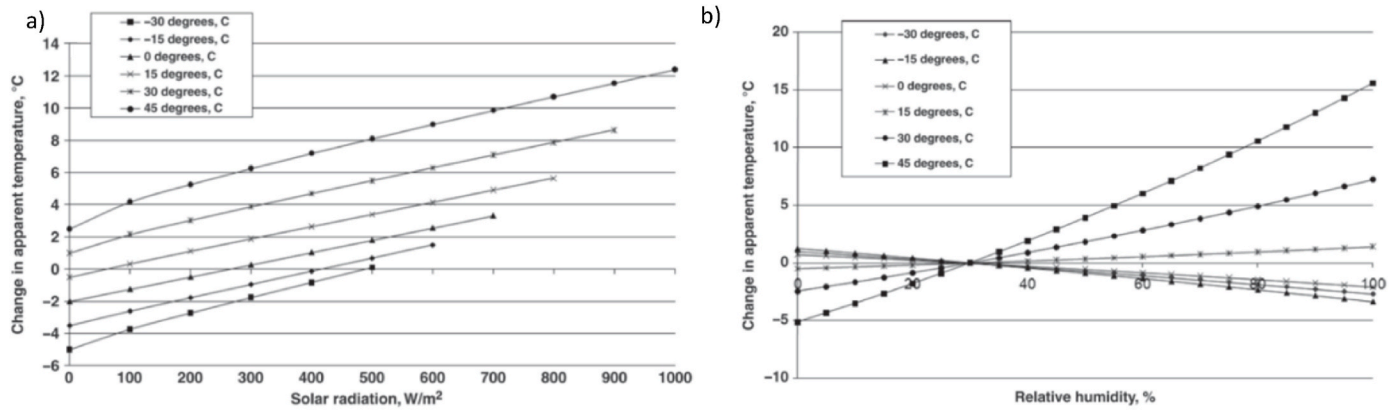 a)
−30 degrees, C
−15 degrees, C
0 degrees, C
15 degrees, C
30 degrees, C
45 degrees, C
Change in apparent temperature, °C
14
12
10
8
6
4
2
0
−2
−4
−6
0 100 200 300 400 500 600 700 800 900 1000
Solar radiation, W/m²
b)
−30 degrees, C
−15 degrees, C
0 degrees, C
15 degrees, C
30 degrees, C
45 degrees, C
Change in apparent temperature, °C
20
15
10
5
0
−5
−10
0 20 40 60 80 100
Relative humidity, %